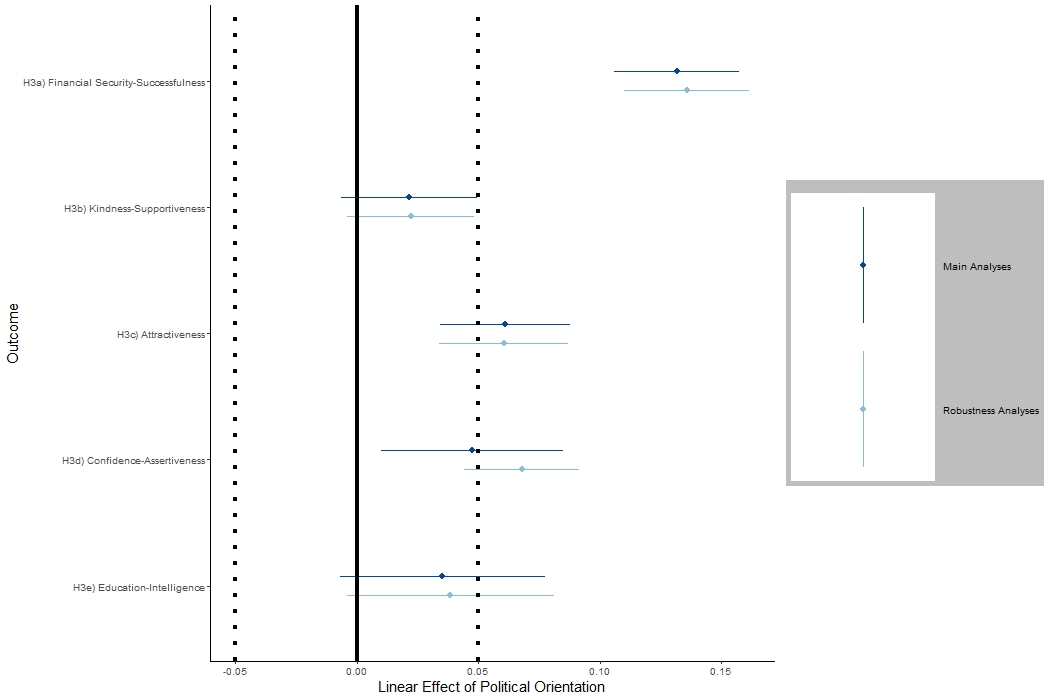 H3a) Financial Security-Successfulness
H3b) Kindness-Supportiveness
H3c) Attractiveness
H3d) Confidence-Assertiveness
H3e) Education-Intelligence
Outcome
-0.05 0.00 0.05 0.10 0.15
Linear Effect of Political Orientation
Main Analyses
Robustness Analyses